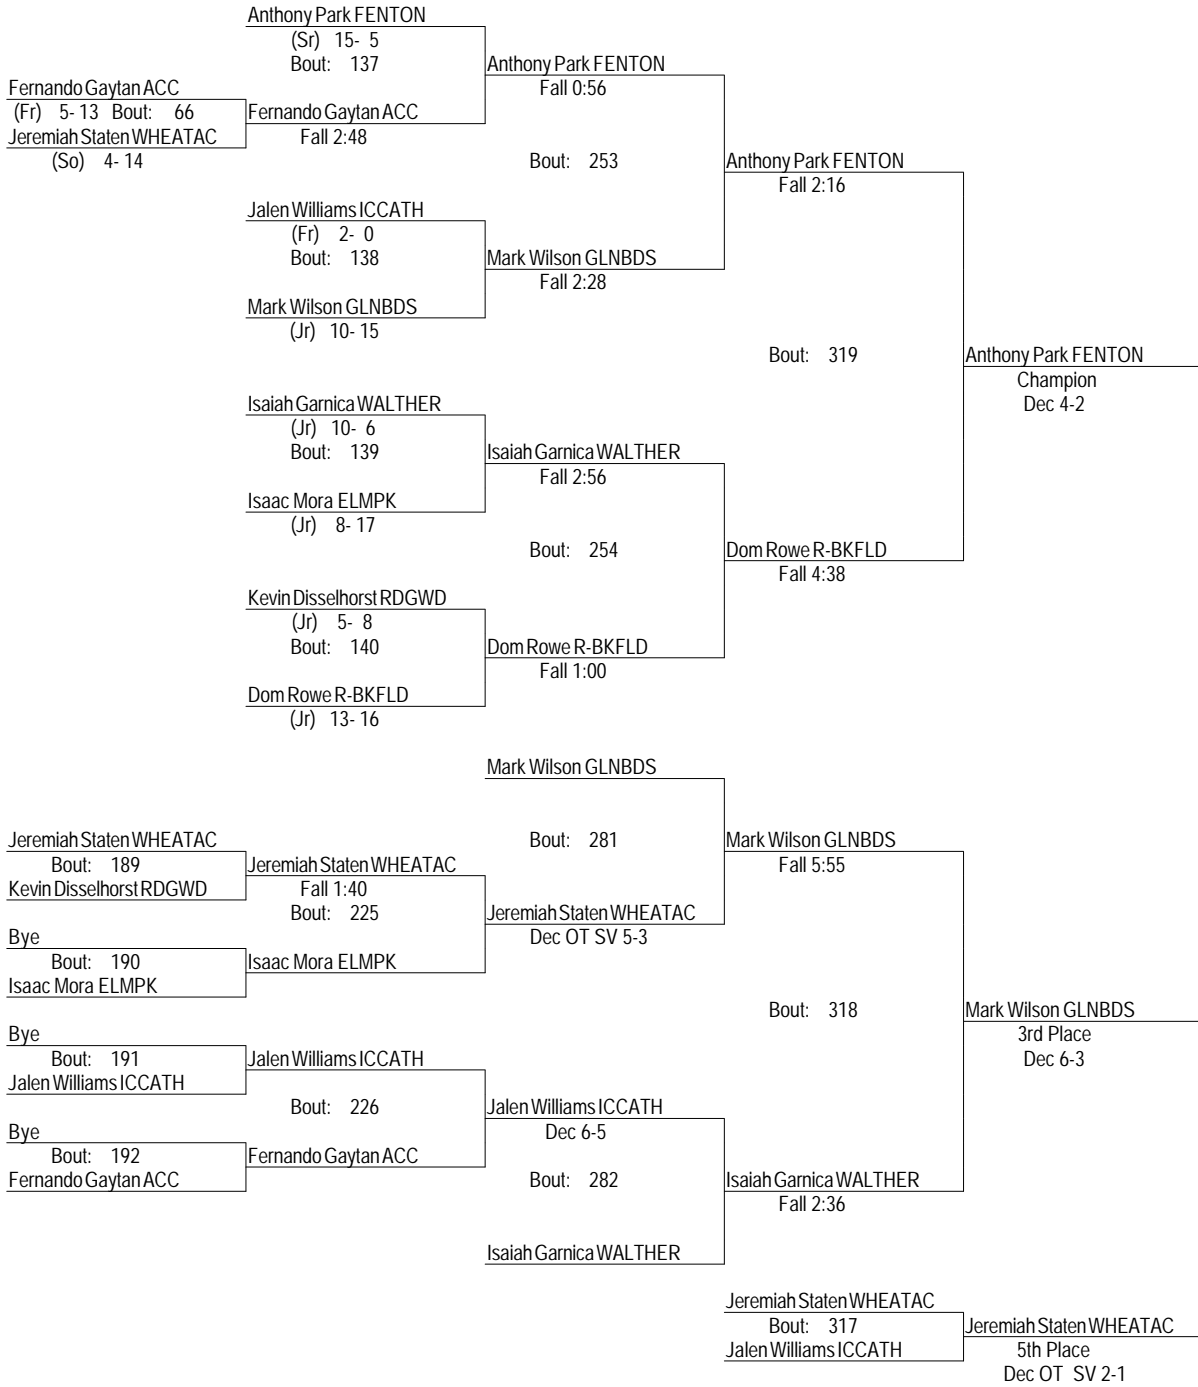 Anthony Park FENTON
(Sr) 15- 5
Bout: 137
Anthony Park FENTON
Fall 0:56
Fernando Gaytan ACC
(Fr) 5- 13 Bout: 66
Fernando Gaytan ACC
Jeremiah Staten WHEATAC
Fall 2:48
(So) 4- 14
Bout: 253
Anthony Park FENTON
Fall 2:16
Jalen Williams ICCATH
(Fr) 2- 0
Bout: 138
Mark Wilson GLNBDS
Fall 2:28
Mark Wilson GLNBDS
(Jr) 10- 15
Bout: 319
Anthony Park FENTON
Champion
Dec 4-2
Isaiah Garnica WALTHER
(Jr) 10- 6
Bout: 139
Isaiah Garnica WALTHER
Fall 2:56
Isaac Mora ELMPK
(Jr) 8- 17
Bout: 254
Dom Rowe R-BKFLD
Fall 4:38
Kevin Disselhorst RDGWD
(Jr) 5- 8
Bout: 140
Dom Rowe R-BKFLD
Fall 1:00
Dom Rowe R-BKFLD
(Jr) 13- 16
Mark Wilson GLNBDS
Bout: 281
Mark Wilson GLNBDS
Fall 5:55
Jeremiah Staten WHEATAC
Bout: 189
Jeremiah Staten WHEATAC
Kevin Disselhorst RDGWD
Fall 1:40
Bout: 225
Jeremiah Staten WHEATAC
Dec OT SV 5-3
Bye
Bout: 190
Isaac Mora ELMPK
Isaac Mora ELMPK
Bout: 318
Mark Wilson GLNBDS
3rd Place
Dec 6-3
Bye
Bout: 191
Jalen Williams ICCATH
Jalen Williams ICCATH
Bout: 226
Jalen Williams ICCATH
Dec 6-5
Bye
Bout: 192
Fernando Gaytan ACC
Fernando Gaytan ACC
Bout: 282
Isaiah Garnica WALTHER
Fall 2:36
Isaiah Garnica WALTHER
Jeremiah Staten WHEATAC
Bout: 317
Jeremiah Staten WHEATAC
Jalen Williams ICCATH
5th Place
Dec OT SV 2-1